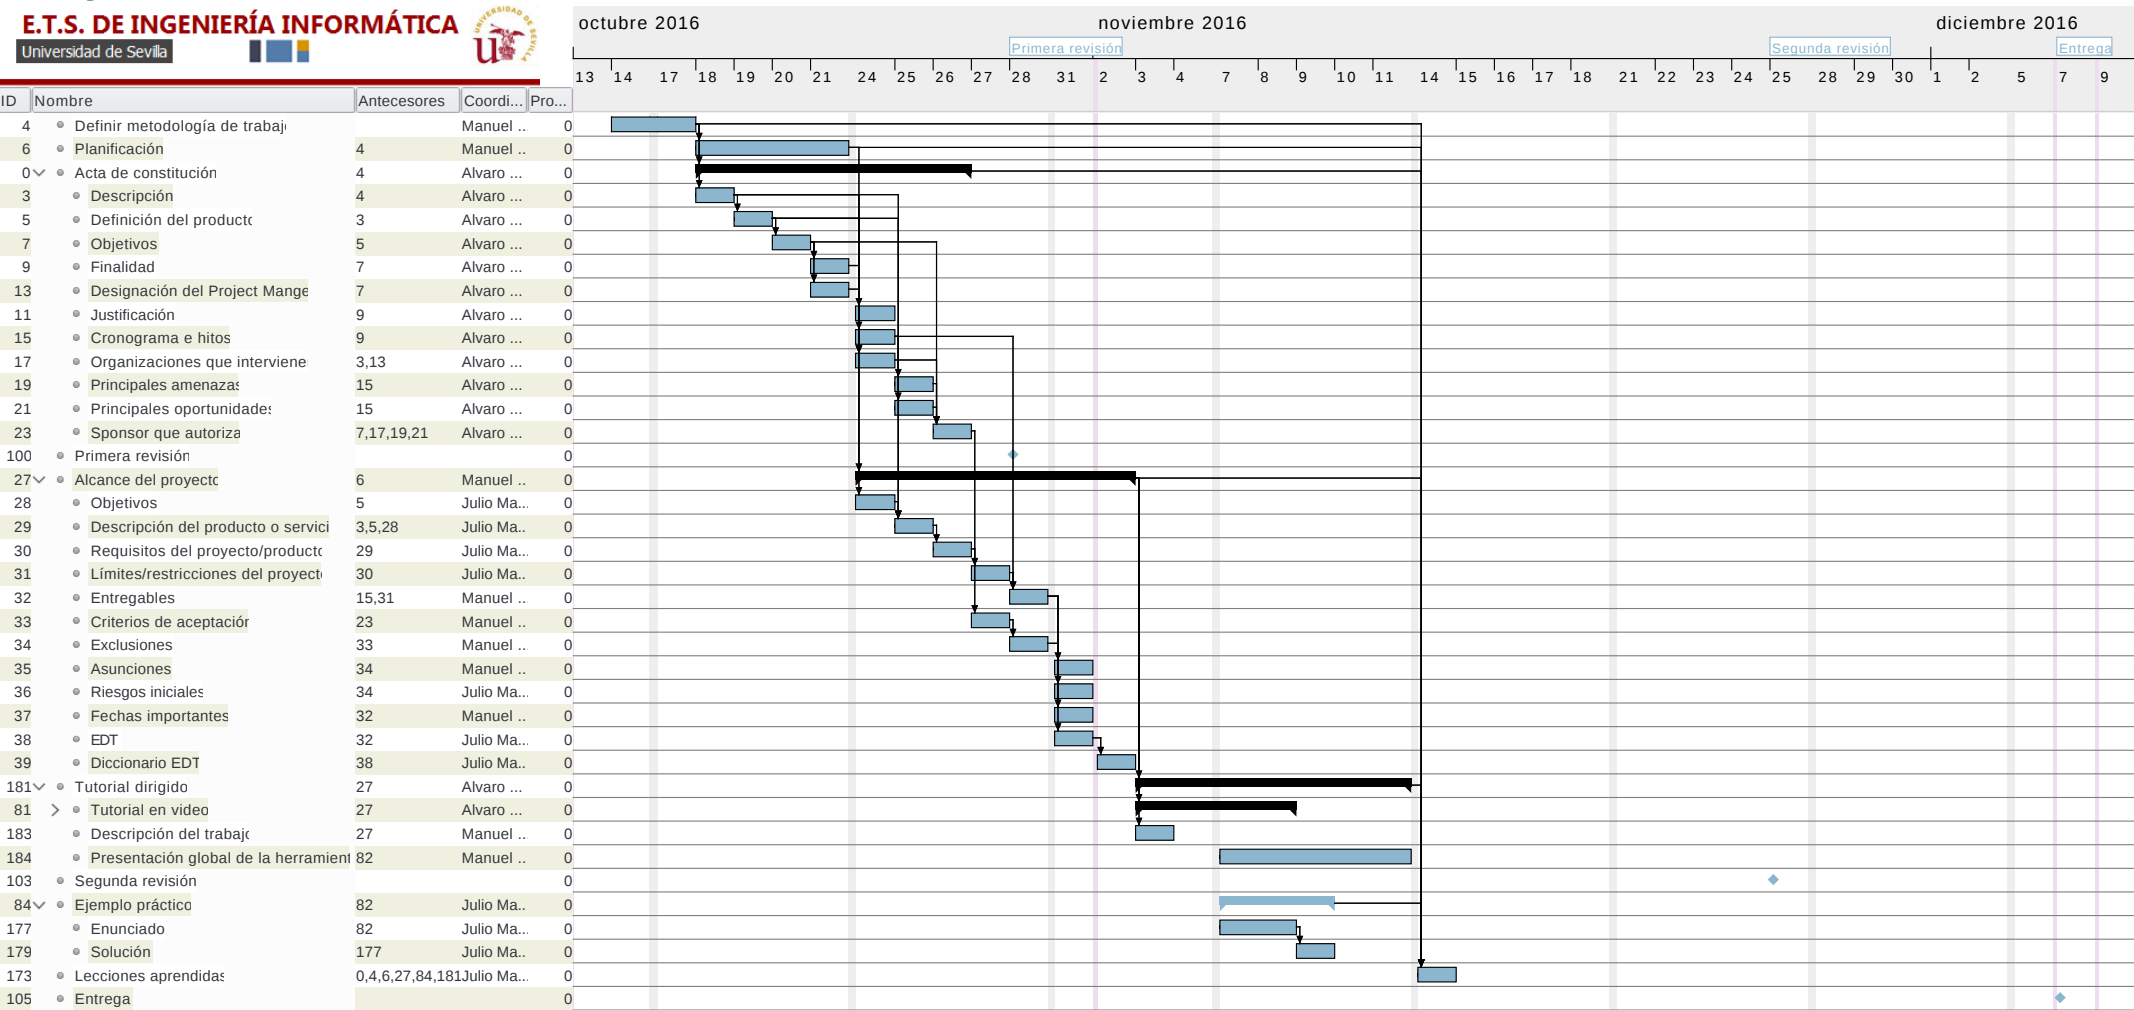 E.T.S. DE INGENIERÍA INFORMÁTICA
Universidad de Sevilla
UNIVERSIDAD DE SEVILLA
octubre 2016 noviembre 2016 diciembre 2016
Primera revisión Segunda revisión Entrega
13 14 17 18 19 20 21 24 25 26 27 28 31 2 3 4 7 8 9 10 11 14 15 16 17 18 21 22 23 24 25 28 29 30 1 2 5 7 9
ID Nombre Antecesores Coordi... Pro...
4 Definir metodología de trabaj Manuel .. 0
6 Planificación 4 Manuel .. 0
0 Acta de constitución 4 Alvaro ... 0
3 Descripción 4 Alvaro ... 0
5 Definición del producto 3 Alvaro ... 0
7 Objetivos 5 Alvaro ... 0
9 Finalidad 7 Alvaro ... 0
13 Designación del Project Mange 7 Alvaro ... 0
11 Justificación 9 Alvaro ... 0
15 Cronograma e hitos 9 Alvaro ... 0
17 Organizaciones que interviene 3,13 Alvaro ... 0
19 Principales amenazas 15 Alvaro ... 0
21 Principales oportunidades 15 Alvaro ... 0
23 Sponsor que autoriza 7,17,19,21 Alvaro ... 0
100 Primera revisión 0
27 Alcance del proyecto 6 Manuel .. 0
28 Objetivos 5 Julio Ma.. 0
29 Descripción del producto o servici 3,5,28 Julio Ma.. 0
30 Requisitos del proyecto/producto 29 Julio Ma.. 0
31 Límites/restricciones del proyect 30 Julio Ma.. 0
32 Entregables 15,31 Manuel .. 0
33 Criterios de aceptación 23 Manuel .. 0
34 Exclusiones 33 Manuel .. 0
35 Asunciones 34 Manuel .. 0
36 Riesgos iniciales 34 Julio Ma.. 0
37 Fechas importantes 32 Manuel .. 0
38 EDT 32 Julio Ma.. 0
39 Diccionario EDT 38 Julio Ma.. 0
181 Tutorial dirigido 27 Alvaro ... 0
81 Tutorial en video 27 Alvaro ... 0
183 Descripción del trabajo 27 Manuel .. 0
184 Presentación global de la herramient 82 Manuel .. 0
103 Segunda revisión 0
84 Ejemplo práctico 82 Julio Ma.. 0
177 Enunciado 82 Julio Ma.. 0
179 Solución 177 Julio Ma.. 0
173 Lecciones aprendidas 0,4,6,27,84,181 Julio Ma.. 0
105 Entrega 0